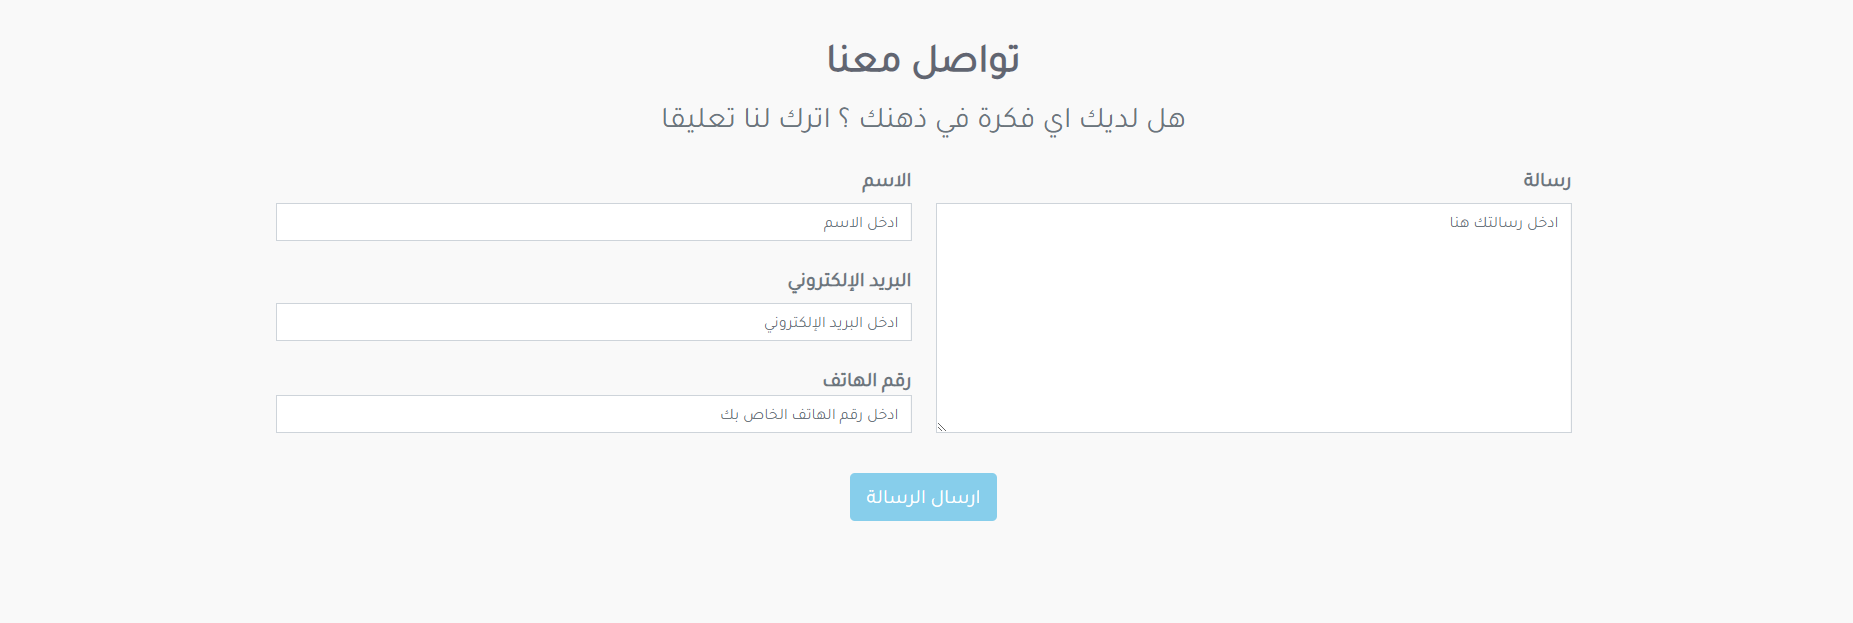 تواصل معنا
هل لديك اي فكرة في ذهنك ؟ اترك لنا تعليقا
رسالة
ادخل رسالتك هنا
الاسم
ادخل الاسم
البريد الإلكتروني
ادخل البريد الإلكتروني
رقم الهاتف
ادخل رقم الهاتف الخاص بك
ارسال الرسالة